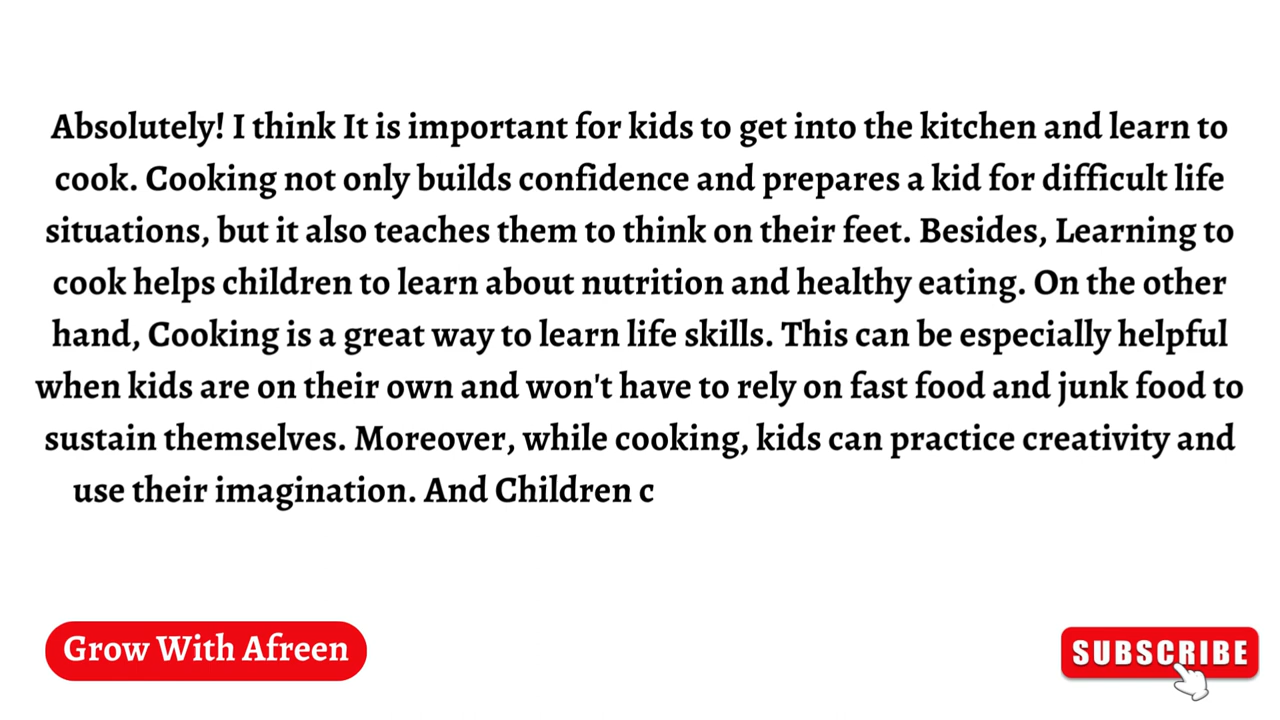 Absolutely! I think It is important for kids to get into the kitchen and learn to
cook. Cooking not only builds confidence and prepares a kid for difficult life
situations, but it also teaches them to think on their feet. Besides, Learning to
cook helps children to learn about nutrition and healthy eating. On the other
hand, Cooking is a great way to learn life skills. This can be especially helpful
when kids are on their own and won't have to rely on fast food and junk food to
sustain themselves. Moreover, while cooking, kids can practice creativity and
use their imagination. And Children c
Grow With Afreen
SUBSCRIBE